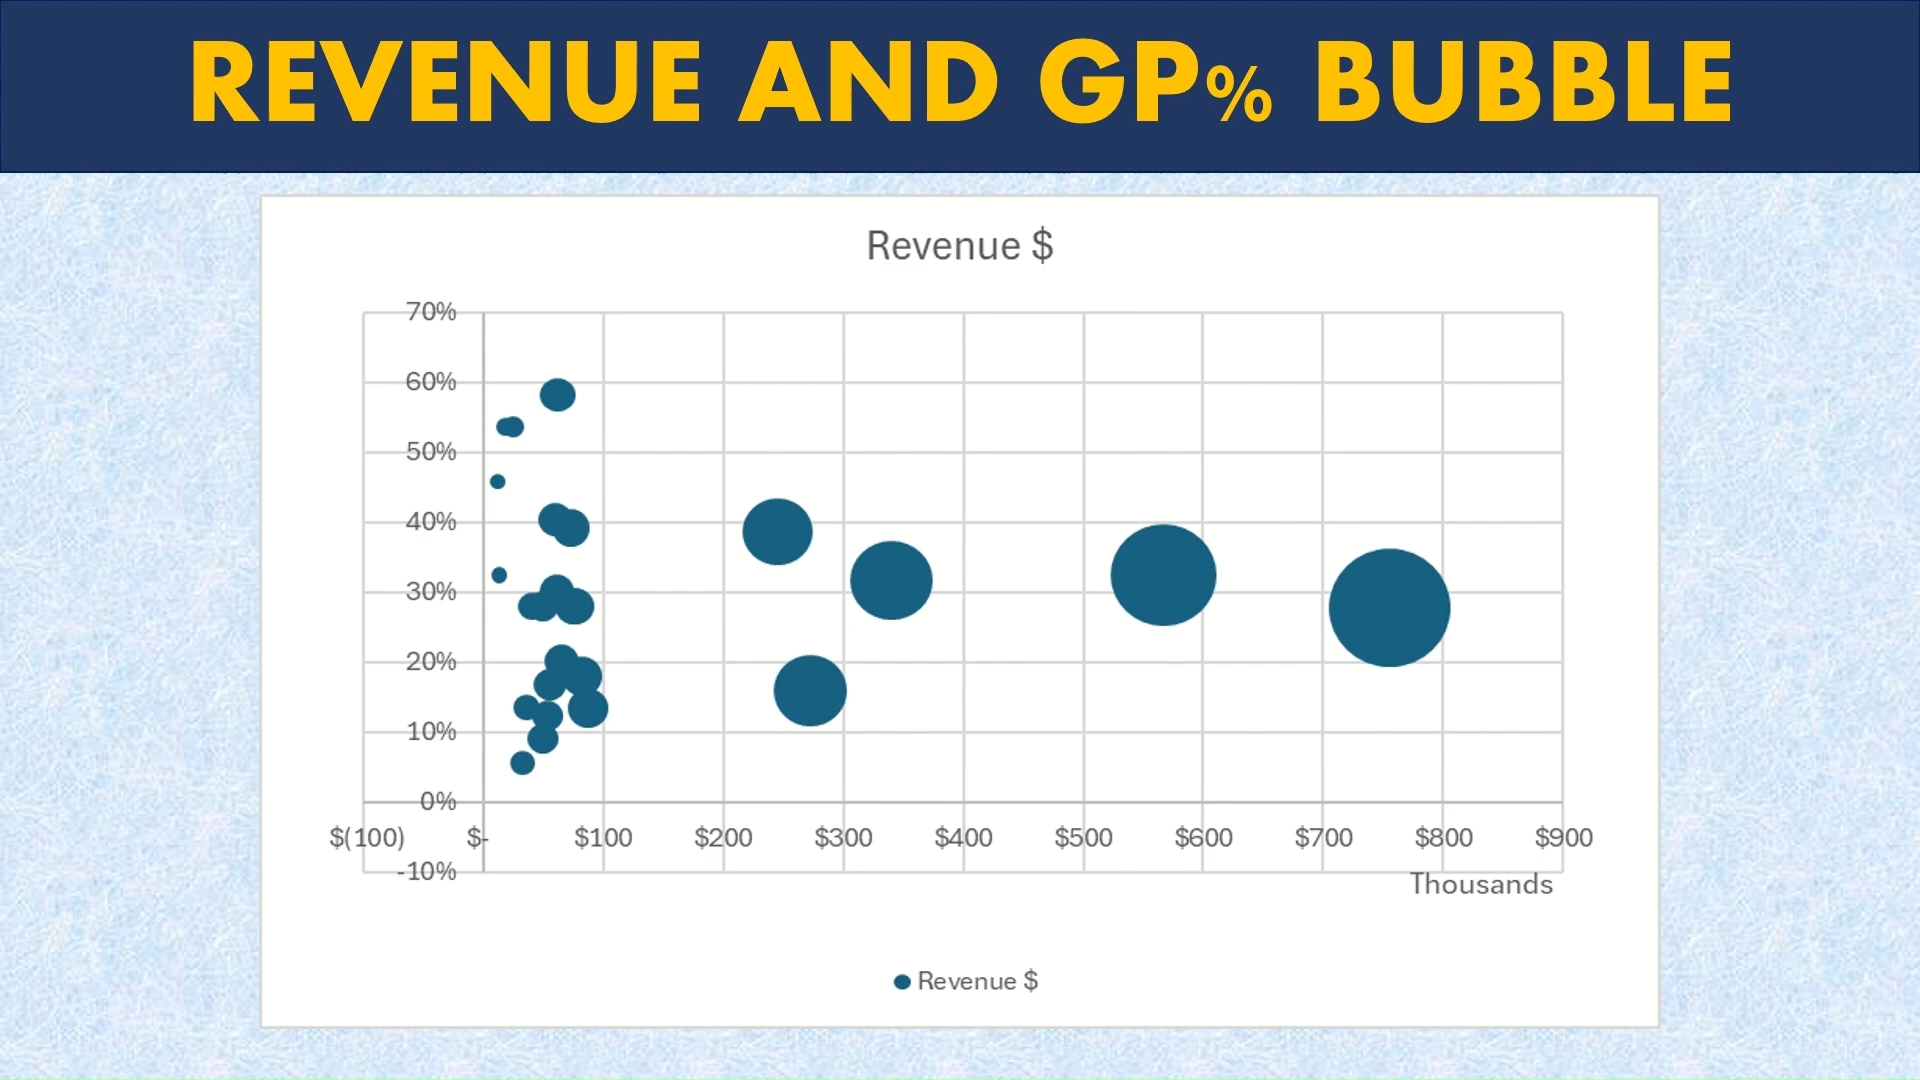 REVENUE AND GP% BUBBLE
Revenue $
70%
60%
50%
40%
30%
20%
10%
0%
$(100) $- $100 $200 $300 $400 $500 $600 $700 $800 $900
-10%
Thousands
Revenue $